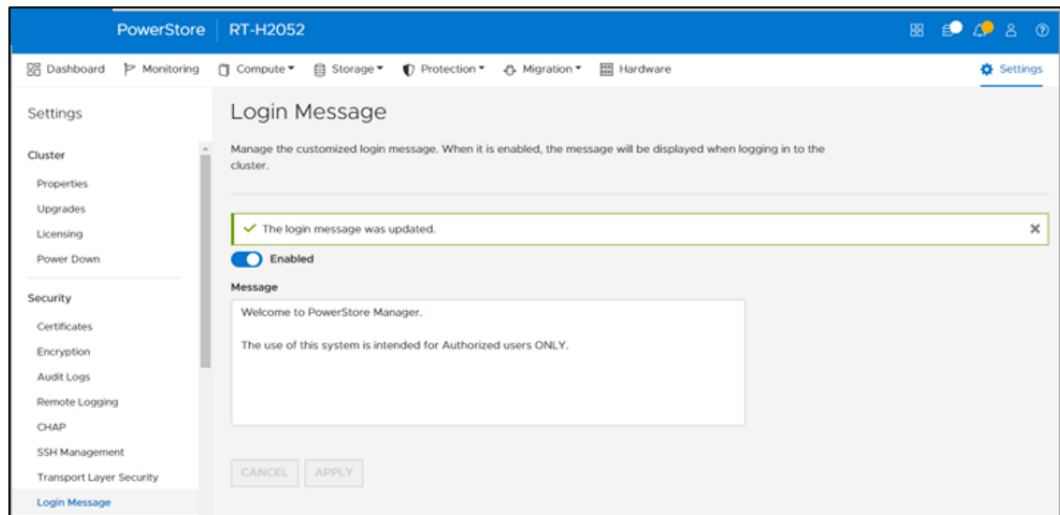 PowerStore RT-H2052
Dashboard Monitoring Compute Storage Protection Migration Hardware Settings
Settings
Cluster
Properties
Upgrades
Licensing
Power Down
Security
Certificates
Encryption
Audit Logs
Remote Logging
CHAP
SSH Management
Transport Layer Security
Login Message
Login Message
Manage the customized login message. When it is enabled, the message will be displayed when logging in to the
cluster.
The login message was updated.
Enabled
Message
Welcome to PowerStore Manager.
The use of this system is intended for Authorized users ONLY.
CANCEL APPLY